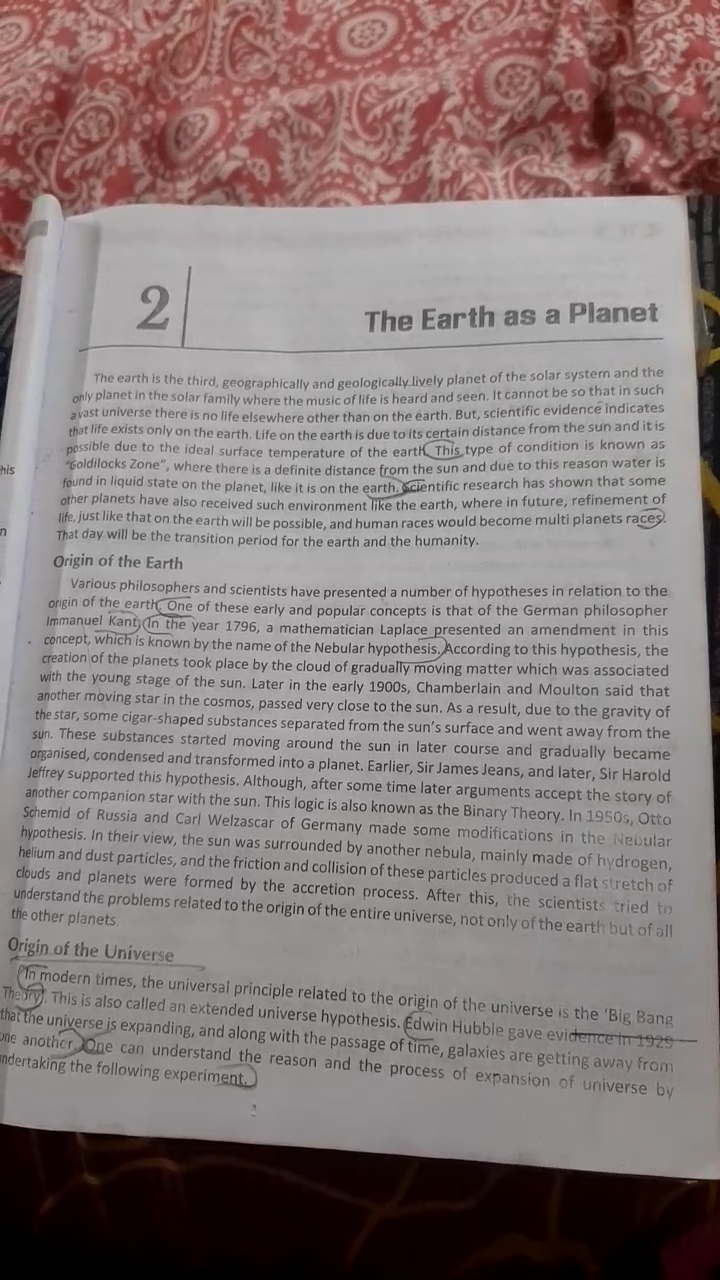 his
n
2
The Earth as a Planet
The earth is the third, geographically and geologically lively planet of the solar system and the
only planet in the solar family where the music of life is heard and seen. It cannot be so that in such
a vast universe there is no life elsewhere other than on the earth. But, scientific evidence indicates
that life exists only on the earth. Life on the earth is due to its certain distance from the sun and it is
possible due to the ideal surface temperature of the earth. This type of condition is known as
"Goldilocks Zone", where there is a definite distance from the sun and due to this reason water is
found in liquid state on the planet, like it is on the earth. Scientific research has shown that some
other planets have also received such environment like the earth, where in future, refinement of
life, just like that on the earth will be possible, and human races would become multi planets races.
That day will be the transition period for the earth and the humanity.
Origin of the Earth
Various philosophers and scientists have presented a number of hypotheses in relation to the
origin of the earth. One of these early and popular concepts is that of the German philosopher
Immanuel Kant. In the year 1796, a mathematician Laplace presented an amendment in this
concept, which is known by the name of the Nebular hypothesis. According to this hypothesis, the
creation of the planets took place by the cloud of gradually moving matter which was associated
with the young stage of the sun. Later in the early 1900s, Chamberlain and Moulton said that
another moving star in the cosmos, passed very close to the sun. As a result, due to the gravity of
the star, some cigar-shaped substances separated from the sun's surface and went away from the
sun. These substances started moving around the sun in later course and gradually became
organised, condensed and transformed into a planet. Earlier, Sir James Jeans, and later, Sir Harold
Jeffrey supported this hypothesis. Although, after some time later arguments accept the story of
another companion star with the sun. This logic is also known as the Binary Theory. In 1950s, Otto
Schemid of Russia and Carl Welzascar of Germany made some modifications in the Nebular
hypothesis. In their view, the sun was surrounded by another nebula, mainly made of hydrogen,
helium and dust particles, and the friction and collision of these particles produced a flat stretch of
clouds and planets were formed by the accretion process. After this, the scientists tried to
understand the problems related to the origin of the entire universe, not only of the earth but of all
the other planets.
Origin of the Universe
In modern times, the universal principle related to the origin of the universe is the 'Big Bang
Theory'. This is also called an extended universe hypothesis. Edwin Hubble gave evidence in 1929
that the universe is expanding, and along with the passage of time, galaxies are getting away from
one another. One can understand the reason and the process of expansion of universe by
undertaking the following experiment.